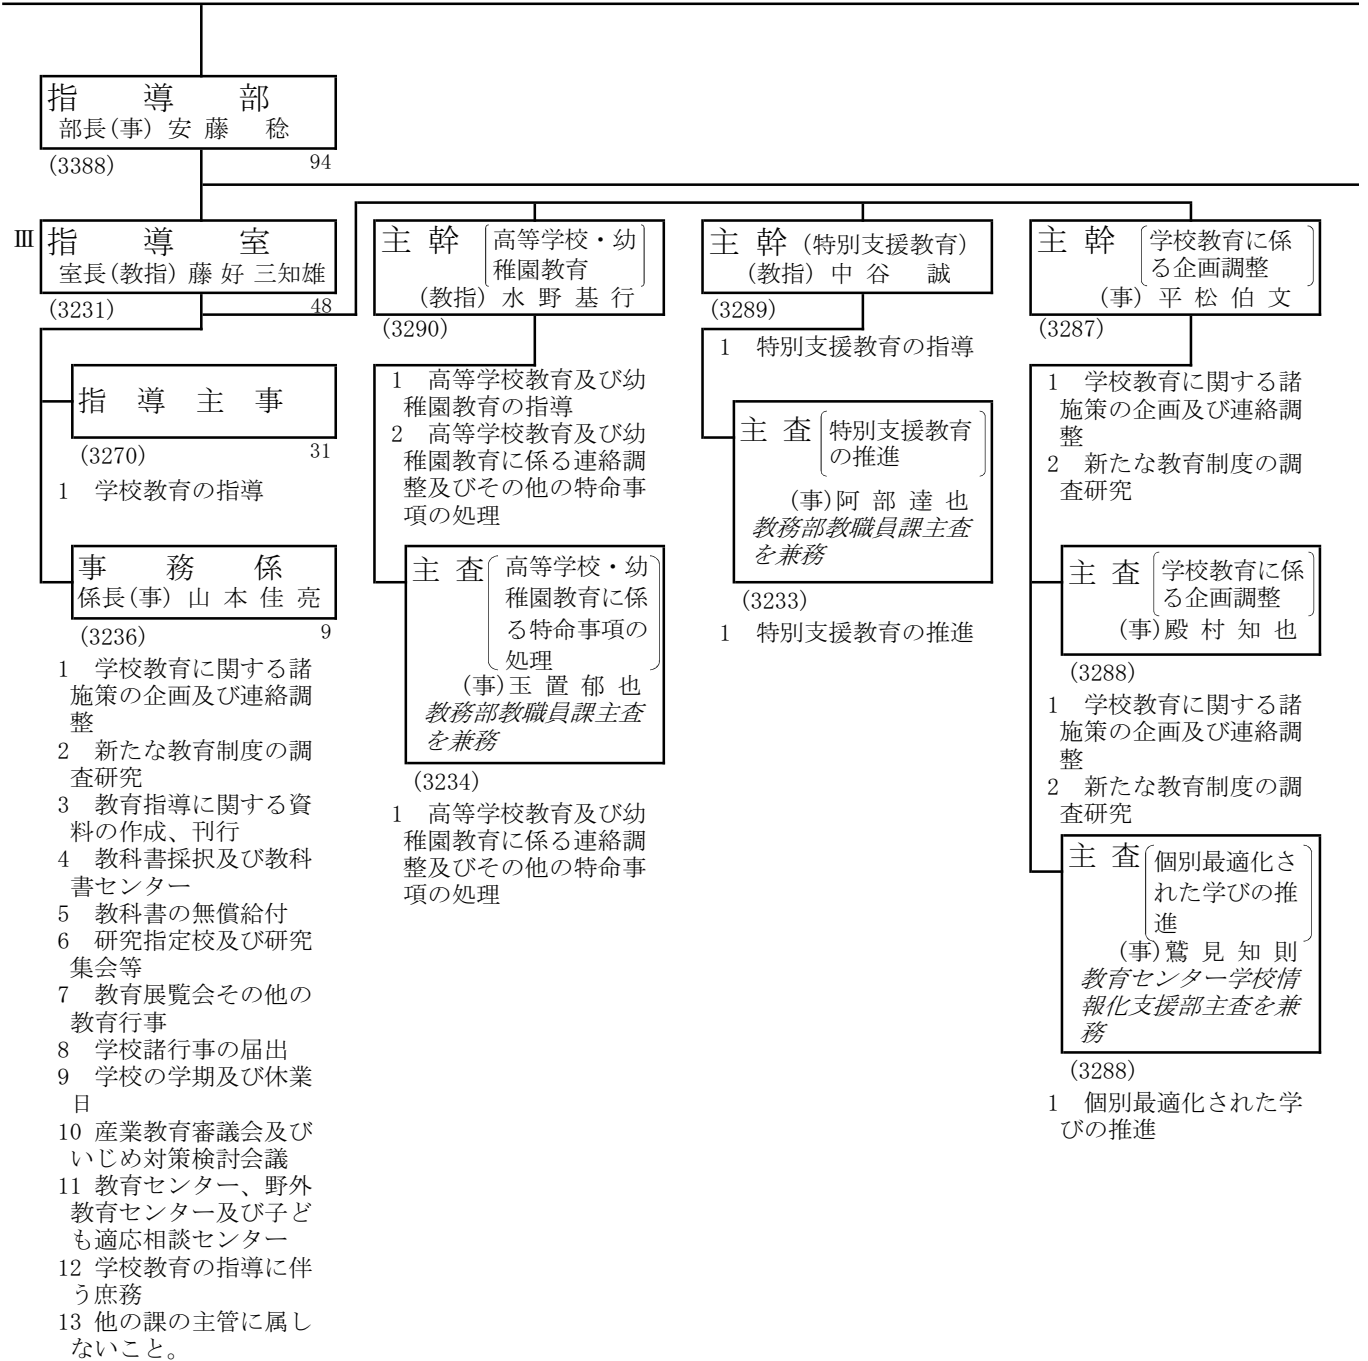 指　導　部
部長(事) 安 藤　稔
(3388)　94
Ⅲ 指　導　室
室長(教指) 藤 好 三知雄
(3231)　48
指 導 主 事
(3270)　31
1　学校教育の指導
事　務　係
係長(事) 山 本 佳 亮
(3236)　9
1　学校教育に関する諸
施策の企画及び連絡調
整
2　新たな教育制度の調
査研究
3　教育指導に関する資
料の作成、刊行
4　教科書採択及び教科
書センター
5　教科書の無償給付
6　研究指定校及び研究
集会等
7　教育展覧会その他の
教育行事
8　学校諸行事の届出
9　学校の学期及び休業
日
10 産業教育審議会及び
いじめ対策検討会議
11 教育センター、野外
教育センター及び子ど
も適応相談センター
12 学校教育の指導に伴
う庶務
13 他の課の主管に属し
ないこと。
主 幹 高等学校・幼
稚園教育
(教指) 水 野 基 行
(3290)
1　高等学校教育及び幼
稚園教育の指導
2　高等学校教育及び幼
稚園教育に係る連絡調
整及びその他の特命事
項の処理
主 査 高等学校・幼
稚園教育に係
る特命事項の
処理
(事)玉 置 郁 也
教務部教職員課主査
を兼務
(3234)
1　高等学校教育及び幼
稚園教育に係る連絡調
整及びその他の特命事
項の処理
主 幹 (特別支援教育)
(教指) 中 谷　誠
(3289)
1　特別支援教育の指導
主 査 特別支援教育
の推進
(事)阿 部 達 也
教務部教職員課主査
を兼務
(3233)
1　特別支援教育の推進
主 幹 学校教育に係
る企画調整
(事) 平 松 伯 文
(3287)
1　学校教育に関する諸
施策の企画及び連絡調
整
2　新たな教育制度の調
査研究
主 査 学校教育に係
る企画調整
(事)殿 村 知 也
(3288)
1　学校教育に関する諸
施策の企画及び連絡調
整
2　新たな教育制度の調
査研究
主 査 個別最適化さ
れた学びの推
進
(事)鷲 見 知 則
教育センター学校情
報化支援部主査を兼
務
(3288)
1　個別最適化された学
びの推進